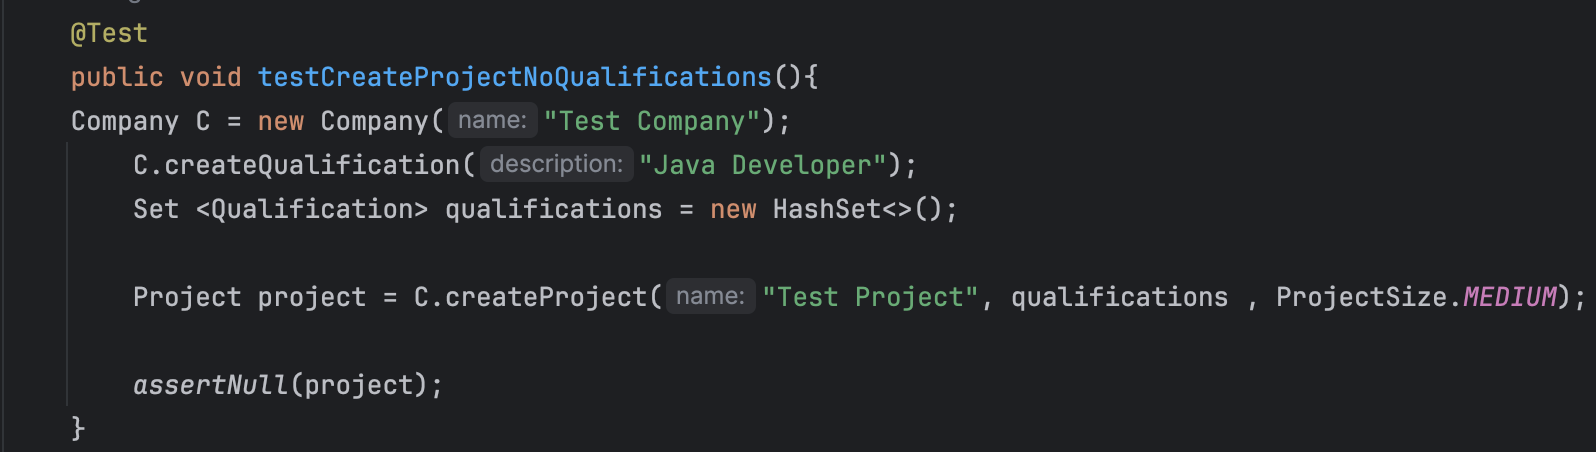 @Test
public void testCreateProjectNoQualifications(){
Company C = new Company( name: "Test Company");
C.createQualification( description: "Java Developer");
Set <Qualification> qualifications = new HashSet<>();
Project project = C.createProject( name: "Test Project", qualifications , ProjectSize.MEDIUM);
assertNull(project);
}